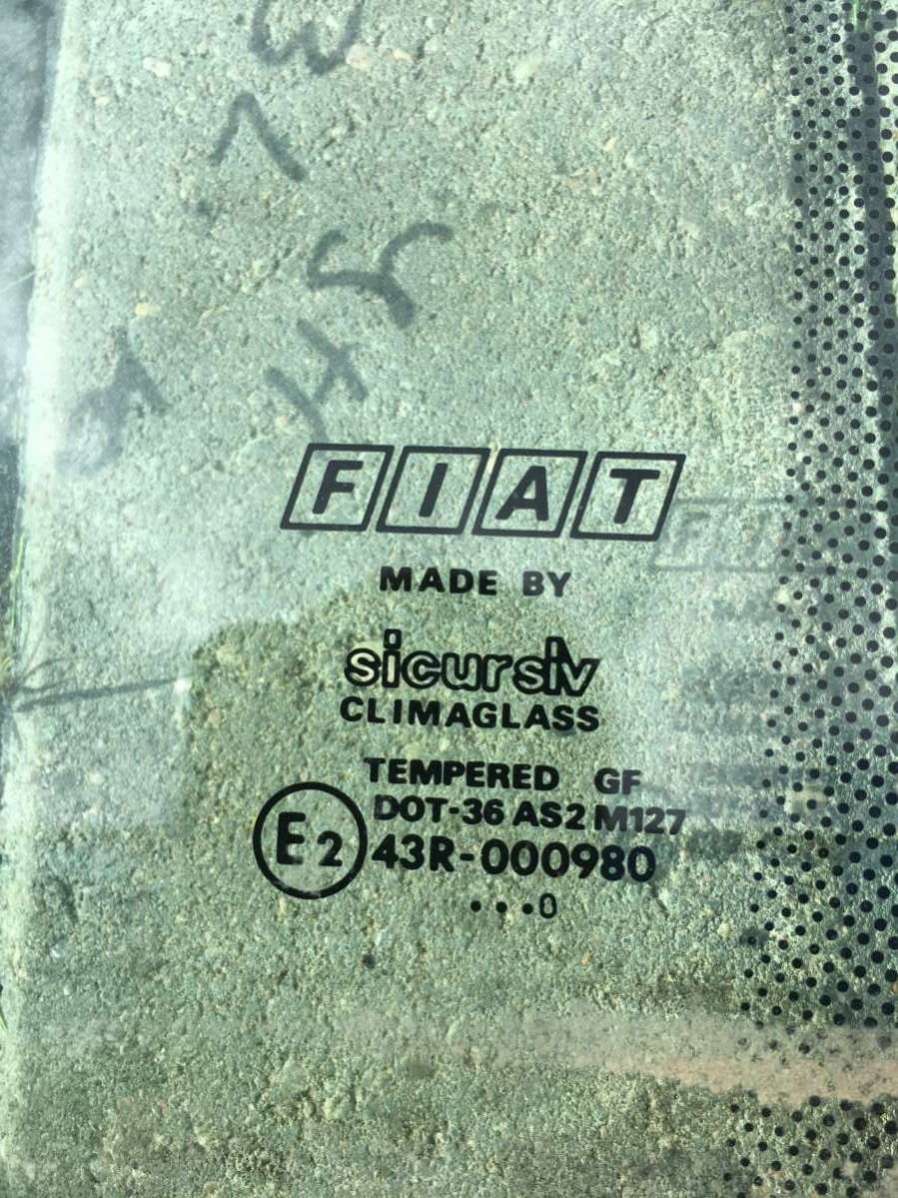 FIAT
MADE BY
sicursiv
CLIMAGLASS
TEMPERED GF
DOT-36 AS2 M127
E2 43R-000980
•••0